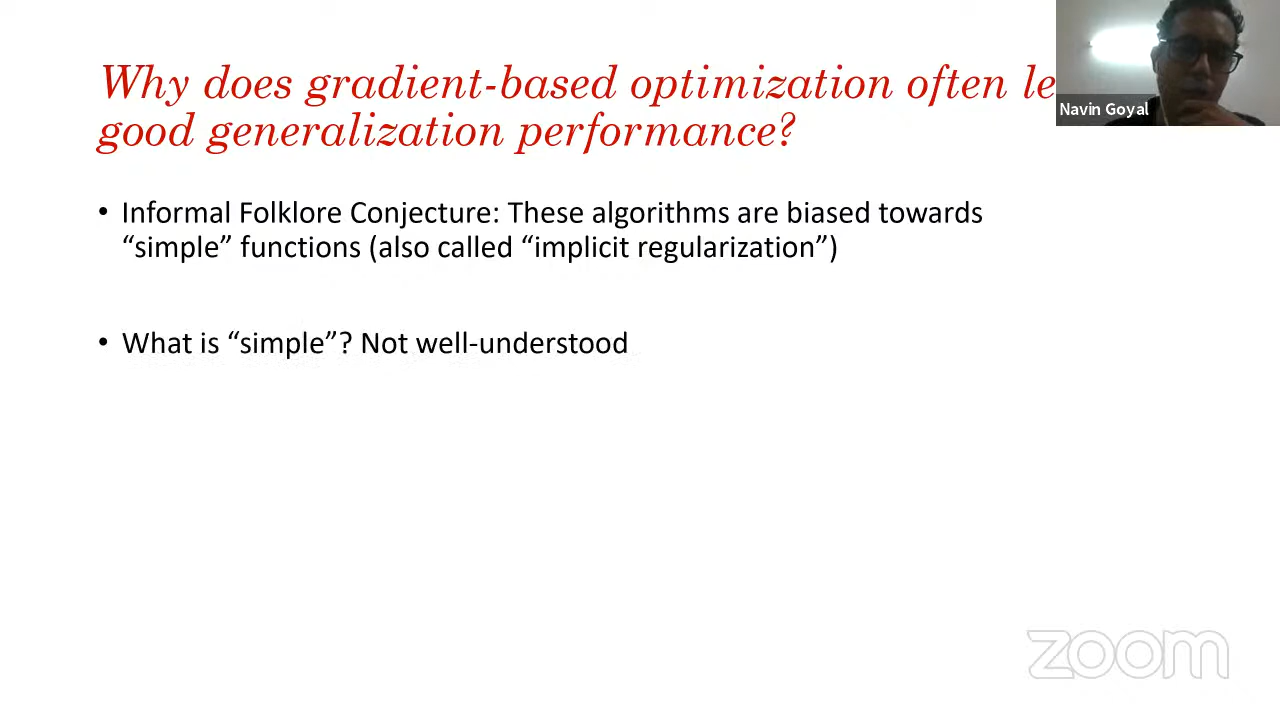 Why does gradient-based optimization often le
good generalization performance?
Navin Goyal
• Informal Folklore Conjecture: These algorithms are biased towards
“simple” functions (also called “implicit regularization”)
• What is “simple”? Not well-understood
zoom